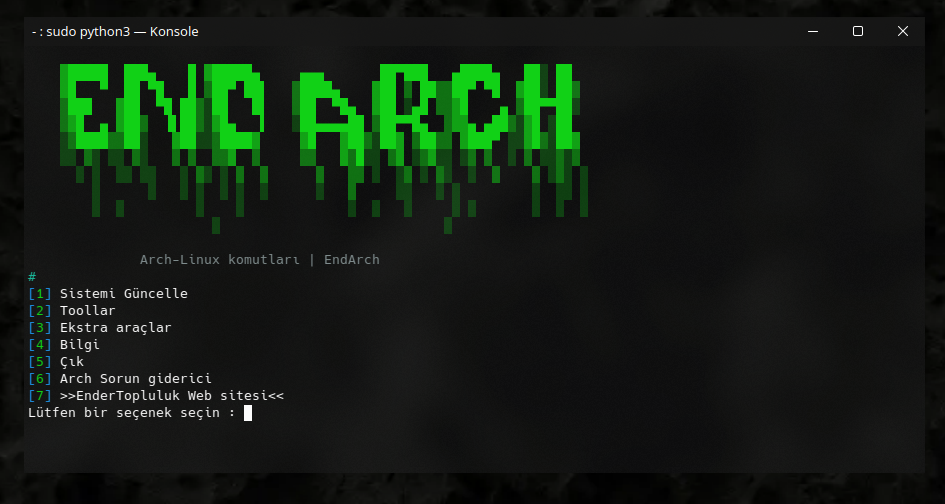 - : sudo python3 — Konsole
END ARCH
Arch-Linux komutları | EndArch
#
[1] Sistemi Güncelle
[2] Toollar
[3] Ekstra araçlar
[4] Bilgi
[5] Çık
[6] Arch Sorun giderici
[7] >>EnderTopluluk Web sitesi<<
Lütfen bir seçenek seçin :